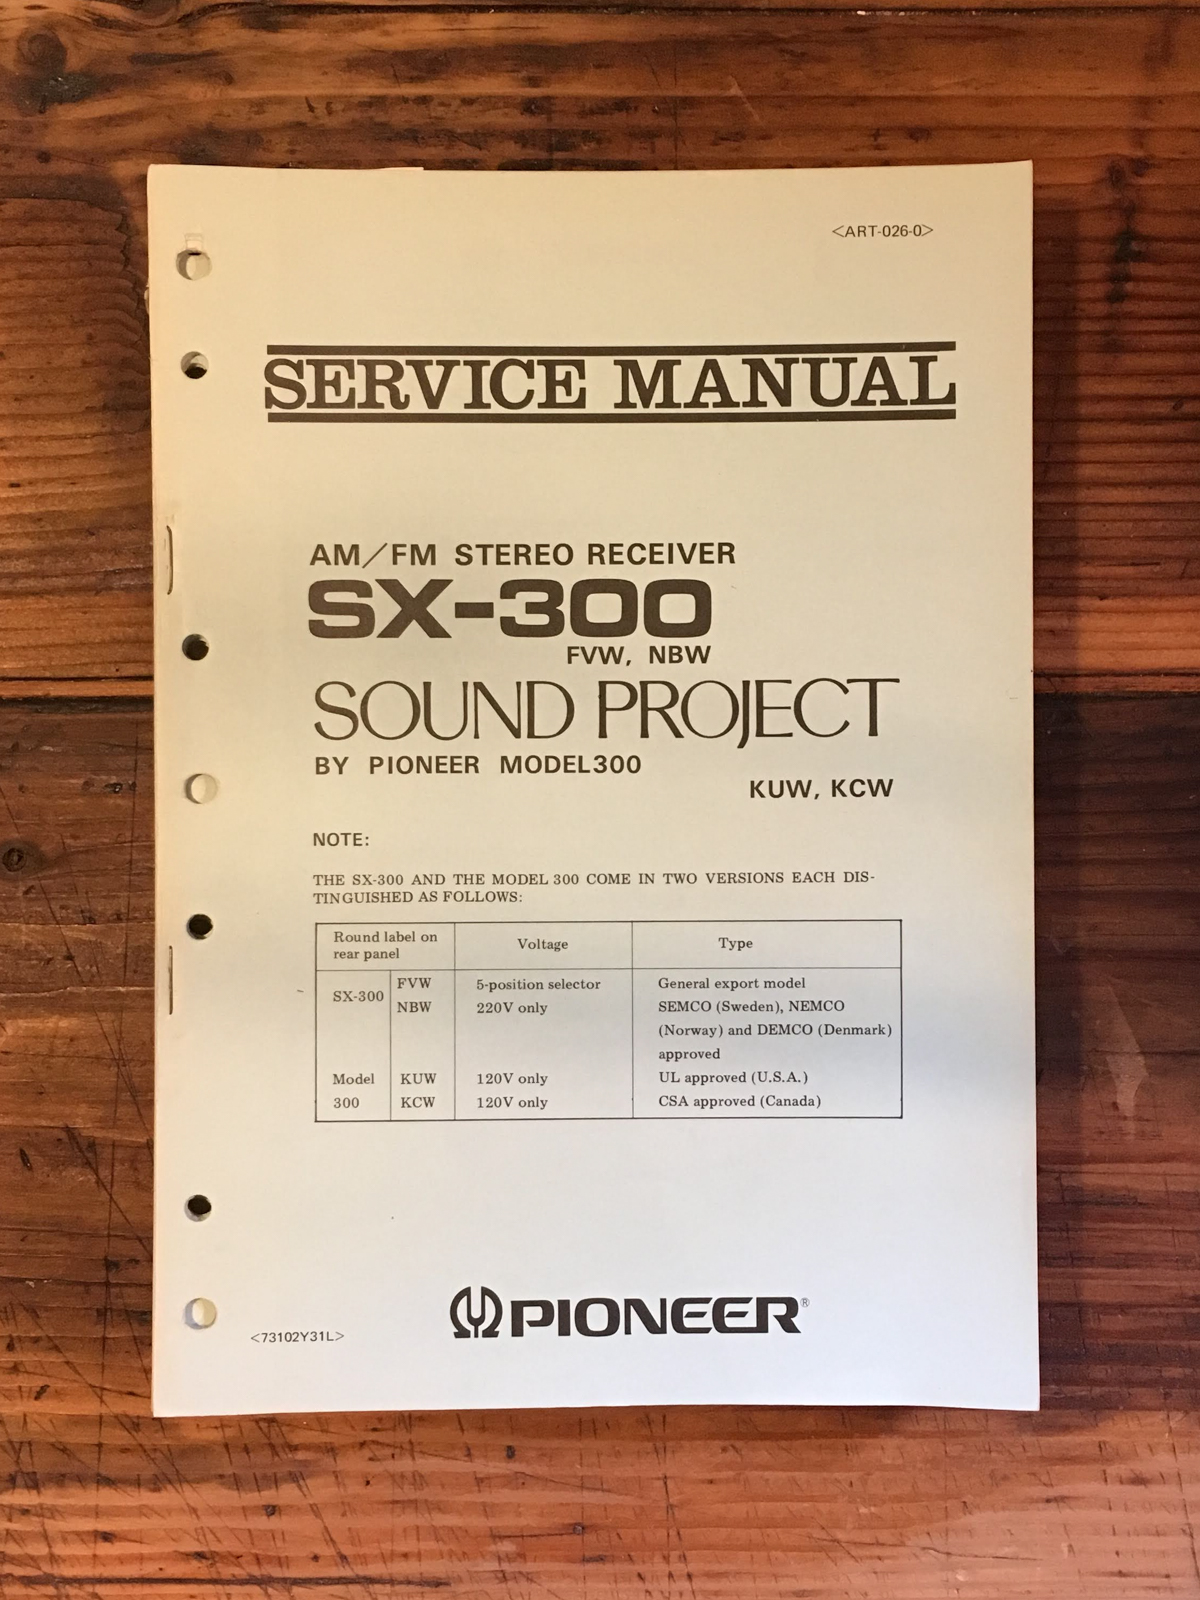 <ART-026-0>
SERVICE MANUAL
AM/FM STEREO RECEIVER
SX-300
FVW, NBW
SOUND PROJECT
BY PIONEER MODEL300
KUW, KCW
NOTE:
THE SX-300 AND THE MODEL 300 COME IN TWO VERSIONS EACH DIS-
TINGUISHED AS FOLLOWS:
Round label on
rear panel
Voltage
Type
SX-300
FVW
5-position selector
General export model
NBW
220V only
SEMCO (Sweden), NEMCO
(Norway) and DEMCO (Denmark)
approved
Model
300
KUW
120V only
UL approved (U.S.A.)
KCW
120V only
CSA approved (Canada)
PIONEER®
<73102Y31L>